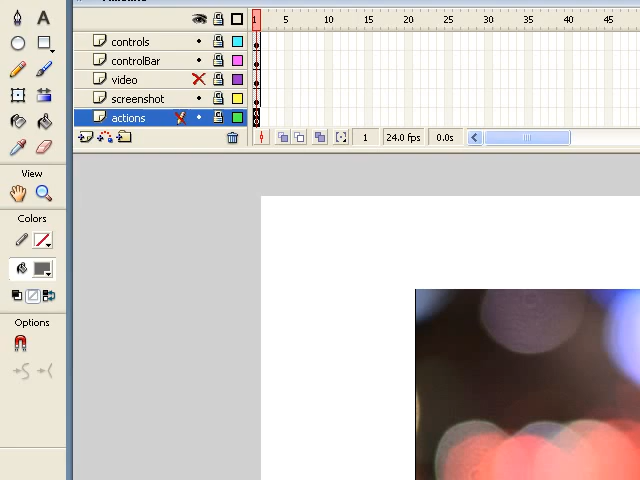 A
1 5 10 15 20 25 30 35 40 45
controls
controlBar
video
screenshot
actions
1 24.0 fps 0.0s
View
Colors
Options